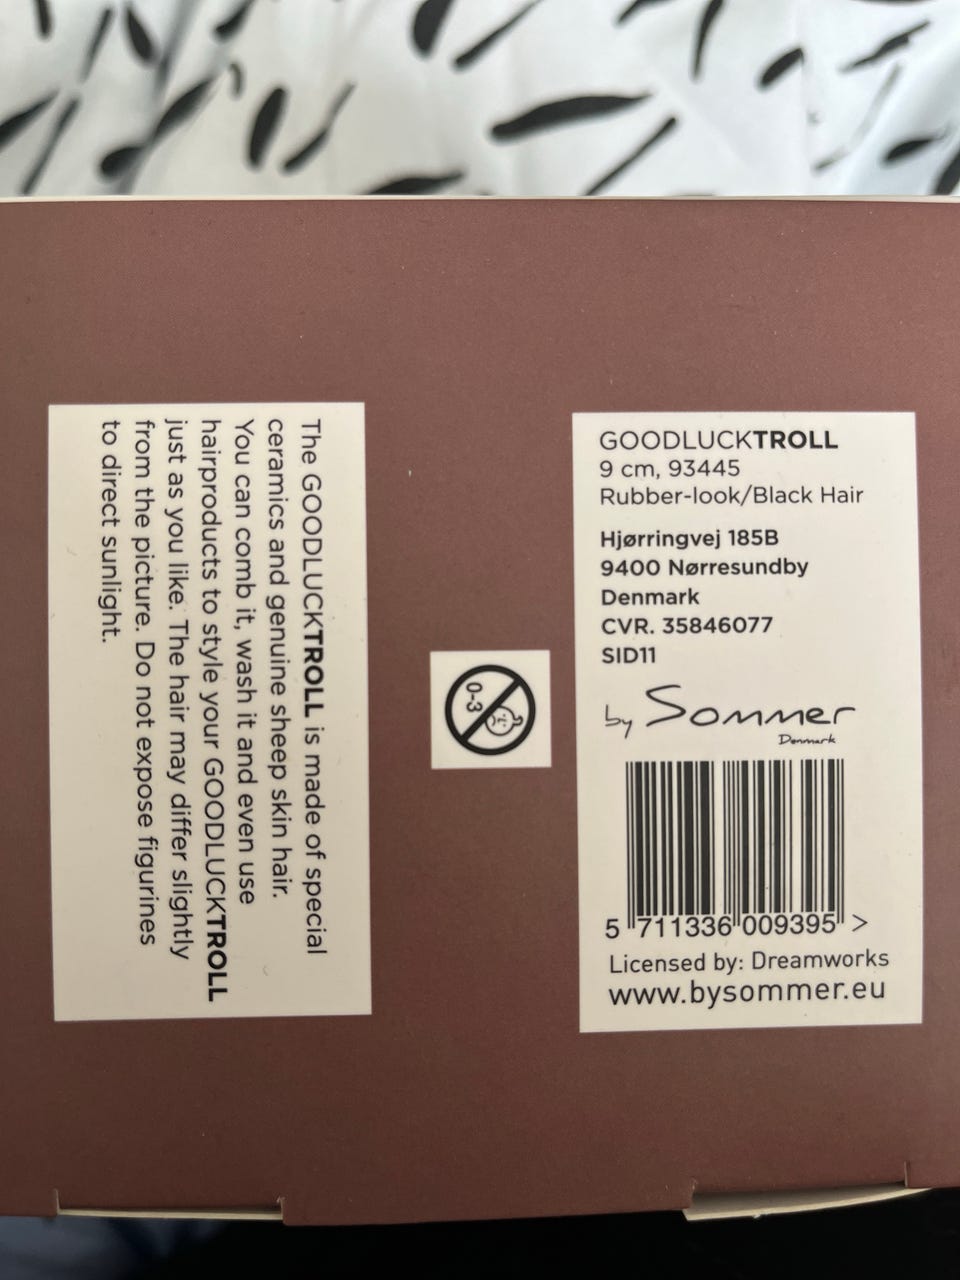 The GOODLUCKTROLL is made of special
ceramics and genuine sheep skin hair.
You can comb it, wash it and even use
hairproducts to style your GOODLUCKTROLL
just as you like. The hair may differ slightly
from the picture. Do not expose figurines
to direct sunlight.
0-3
GOODLUCKTROLL
9 cm, 93445
Rubber-look/Black Hair
Hjørringvej 185B
9400 Nørresundby
Denmark
CVR. 35846077
SID11
by Sommer
Denmark
5 711336 009395 >
Licensed by: Dreamworks
www.bysommer.eu